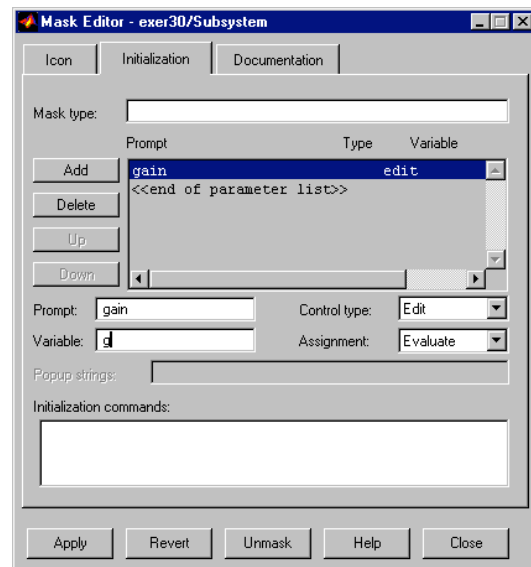 Mask Editor - exer30/Subsystem
Icon Initialization Documentation
Mask type:
Prompt Type Variable
Add gain edit
<<end of parameter list>>
Delete
Up
Down
Prompt: gain Control type: Edit
Variable: g Assignment: Evaluate
Popup strings:
Initialization commands:
Apply Revert Unmask Help Close